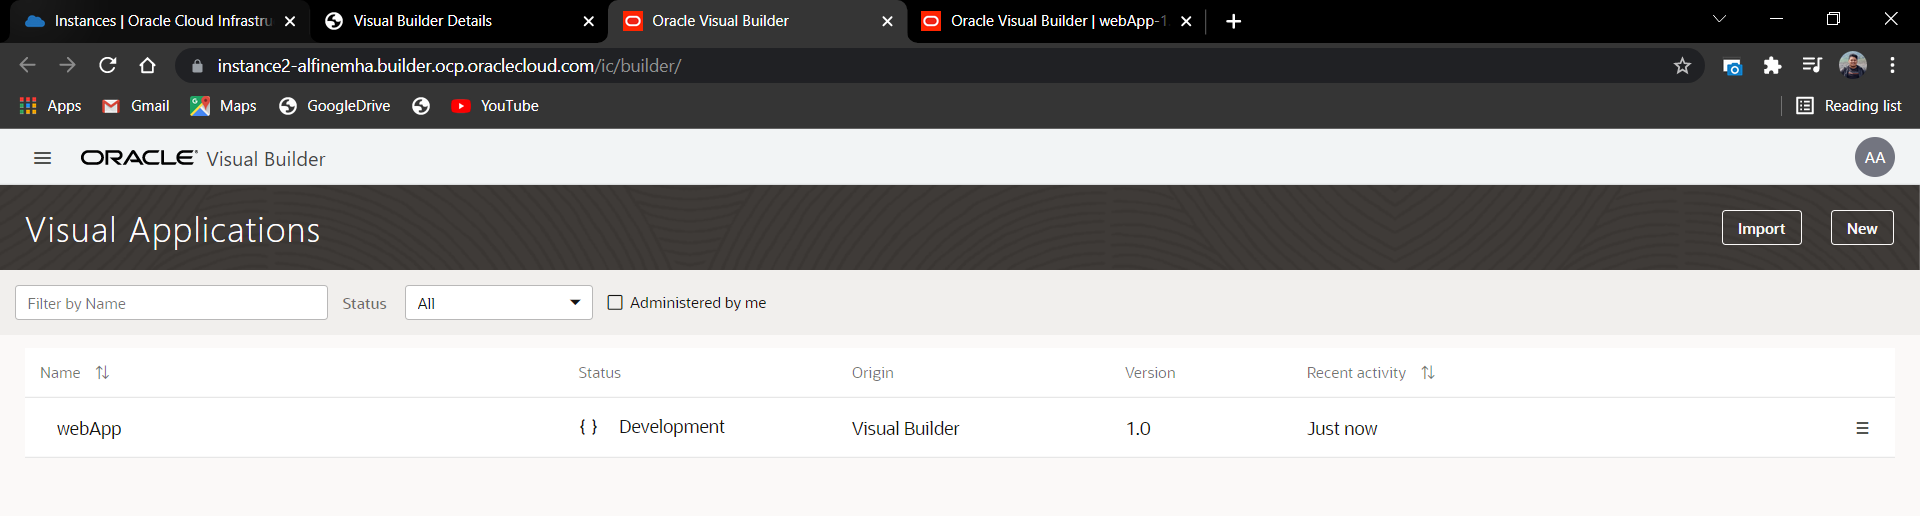 Instances | Oracle Cloud Infrastru
Visual Builder Details
Oracle Visual Builder
Oracle Visual Builder | webApp-1
instance2-alfinemha.builder.ocp.oraclecloud.com/ic/builder/
Apps
Gmail
Maps
GoogleDrive
YouTube
Reading list
ORACLE Visual Builder
AA
Visual Applications
Import
New
Filter by Name
Status
All
Administered by me
Name
Status
Origin
Version
Recent activity
webApp
{ } Development
Visual Builder
1.0
Just now